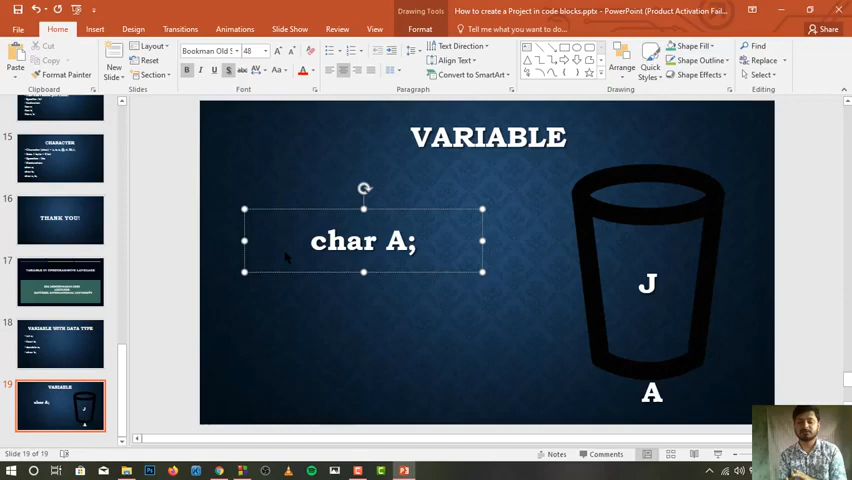 How to create a Project in code blocks.pptx - PowerPoint (Product Activation Fail...
Drawing Tools
File
Home
Insert
Design
Transitions
Animations
Slide Show
Review
View
Format
Tell me what you want to do...
Share
Paste
Cut
Copy
Format Painter
Clipboard
New
Slide
Layout
Reset
Section
Slides
Bookman Old S
48
Font
Text Direction
Align Text
Convert to SmartArt
Paragraph
Arrange
Quick
Styles
Shape Fill
Shape Outline
Shape Effects
Drawing
Find
Replace
Select
Editing
15
CHARACTER
16
THANK YOU!
17
18
VARIABLE WITH DATA TYPE
19
VARIABLE
char A;
J
A
VARIABLE
char A;
J
A
Slide 19 of 19
Notes
Comments